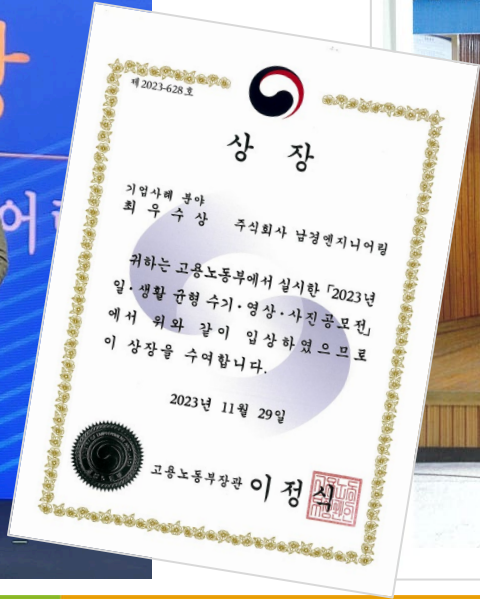 제2023-628호
상 장
기업사례 분야
최 우 수 상 주식회사 남경엔지니어링
귀하는 고용노동부에서 실시한 「2023년
일·생활 균형 수기·영상·사진공모전」
에서 위와 같이 입상하였으므로
이 상장을 수여합니다.
2023년 11월 29일
고용노동부장관 이 정 식